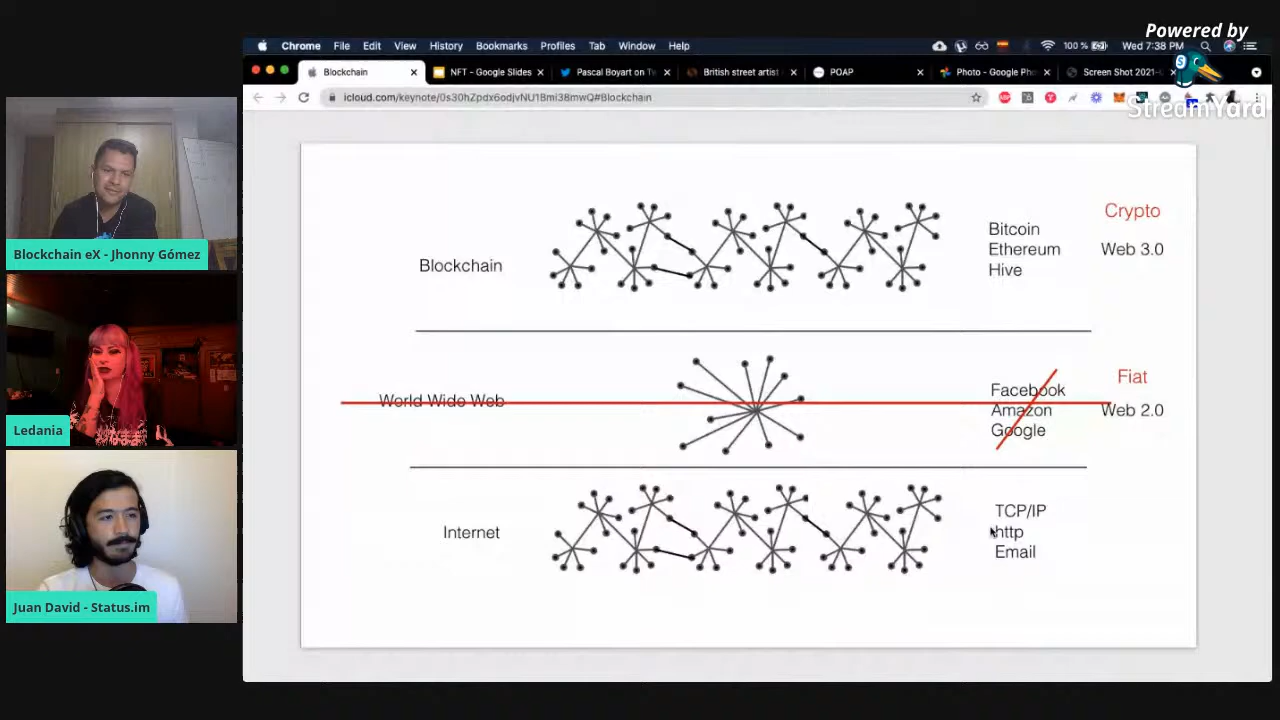 Powered by
StreamYard
Chrome File Edit View History Bookmarks Profiles Tab Window Help
100 % Wed 7:38 PM
Blockchain
NFT - Google Slides
Pascal Boyart on Tw
British street artist
POAP
Photo - Google Pho
Screen Shot 2021-
icloud.com/keynote/0s30hZpdx6odjvNU1Bmi38mwQ#Blockchain
Blockchain eX - Jhonny Gómez
Ledania
Juan David - Status.im
Blockchain
Bitcoin
Ethereum
Hive
Crypto
Web 3.0
World Wide Web
Facebook
Amazon
Google
Fiat
Web 2.0
Internet
TCP/IP
http
Email